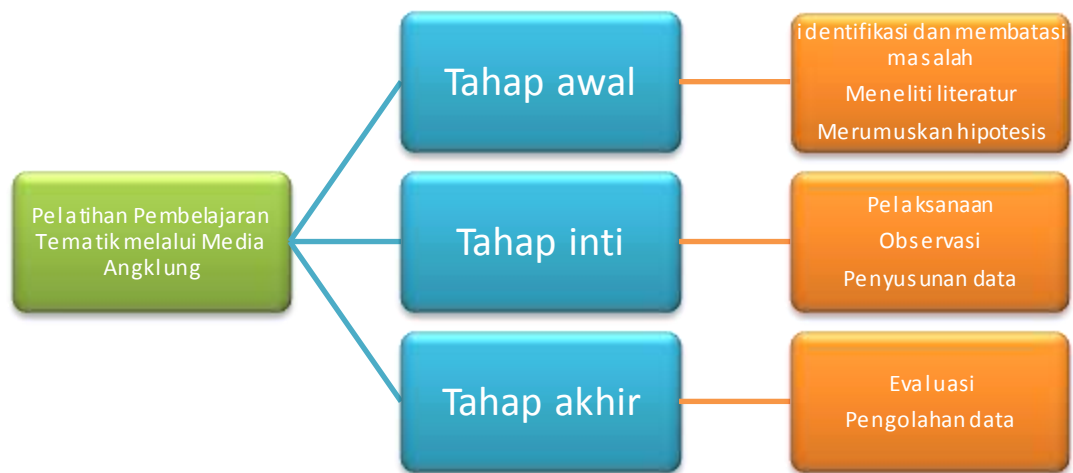 Pelatihan Pembelajaran
Tematik melalui Media
Angklung
Tahap awal
identifikasi dan membatasi
masalah
Meneliti literatur
Merumuskan hipotesis
Tahap inti
Pelaksanaan
Observasi
Penyusunan data
Tahap akhir
Evaluasi
Pengolahan data